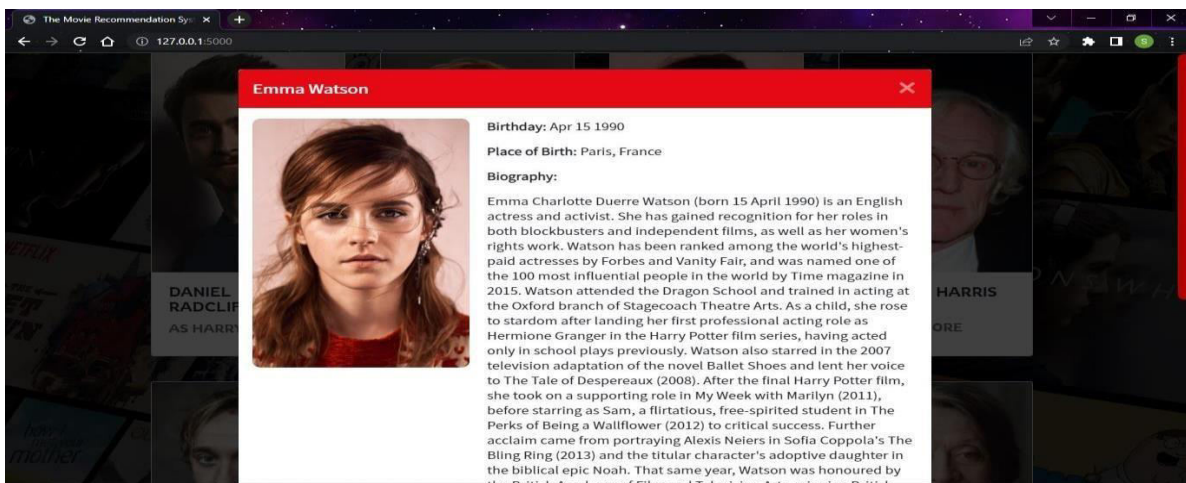 The Movie Recommendation Sys
127.0.0.1:5000
Emma Watson
Birthday: Apr 15 1990
Place of Birth: Paris, France
Biography:
Emma Charlotte Duerre Watson (born 15 April 1990) is an English
actress and activist. She has gained recognition for her roles in
both blockbusters and independent films, as well as her women's
rights work. Watson has been ranked among the world's highest-
paid actresses by Forbes and Vanity Fair, and was named one of
the 100 most influential people in the world by Time magazine in
2015. Watson attended the Dragon School and trained in acting at
the Oxford branch of Stagecoach Theatre Arts. As a child, she rose
to stardom after landing her first professional acting role as
Hermione Granger in the Harry Potter film series, having acted
only in school plays previously. Watson also starred in the 2007
television adaptation of the novel Ballet Shoes and lent her voice
to The Tale of Despereaux (2008). After the final Harry Potter film,
she took on a supporting role in My Week with Marilyn (2011),
before starring as Sam, a flirtatious, free-spirited student in The
Perks of Being a Wallflower (2012) to critical success. Further
acclaim came from portraying Alexis Neiers in Sofia Coppola's The
Bling Ring (2013) and the titular character's adoptive daughter in
the biblical epic Noah. That same year, Watson was honoured by
DANIEL
RADCLIF
AS HARRY
HARRIS
ORE
NETFLIX
how i
met your
mother